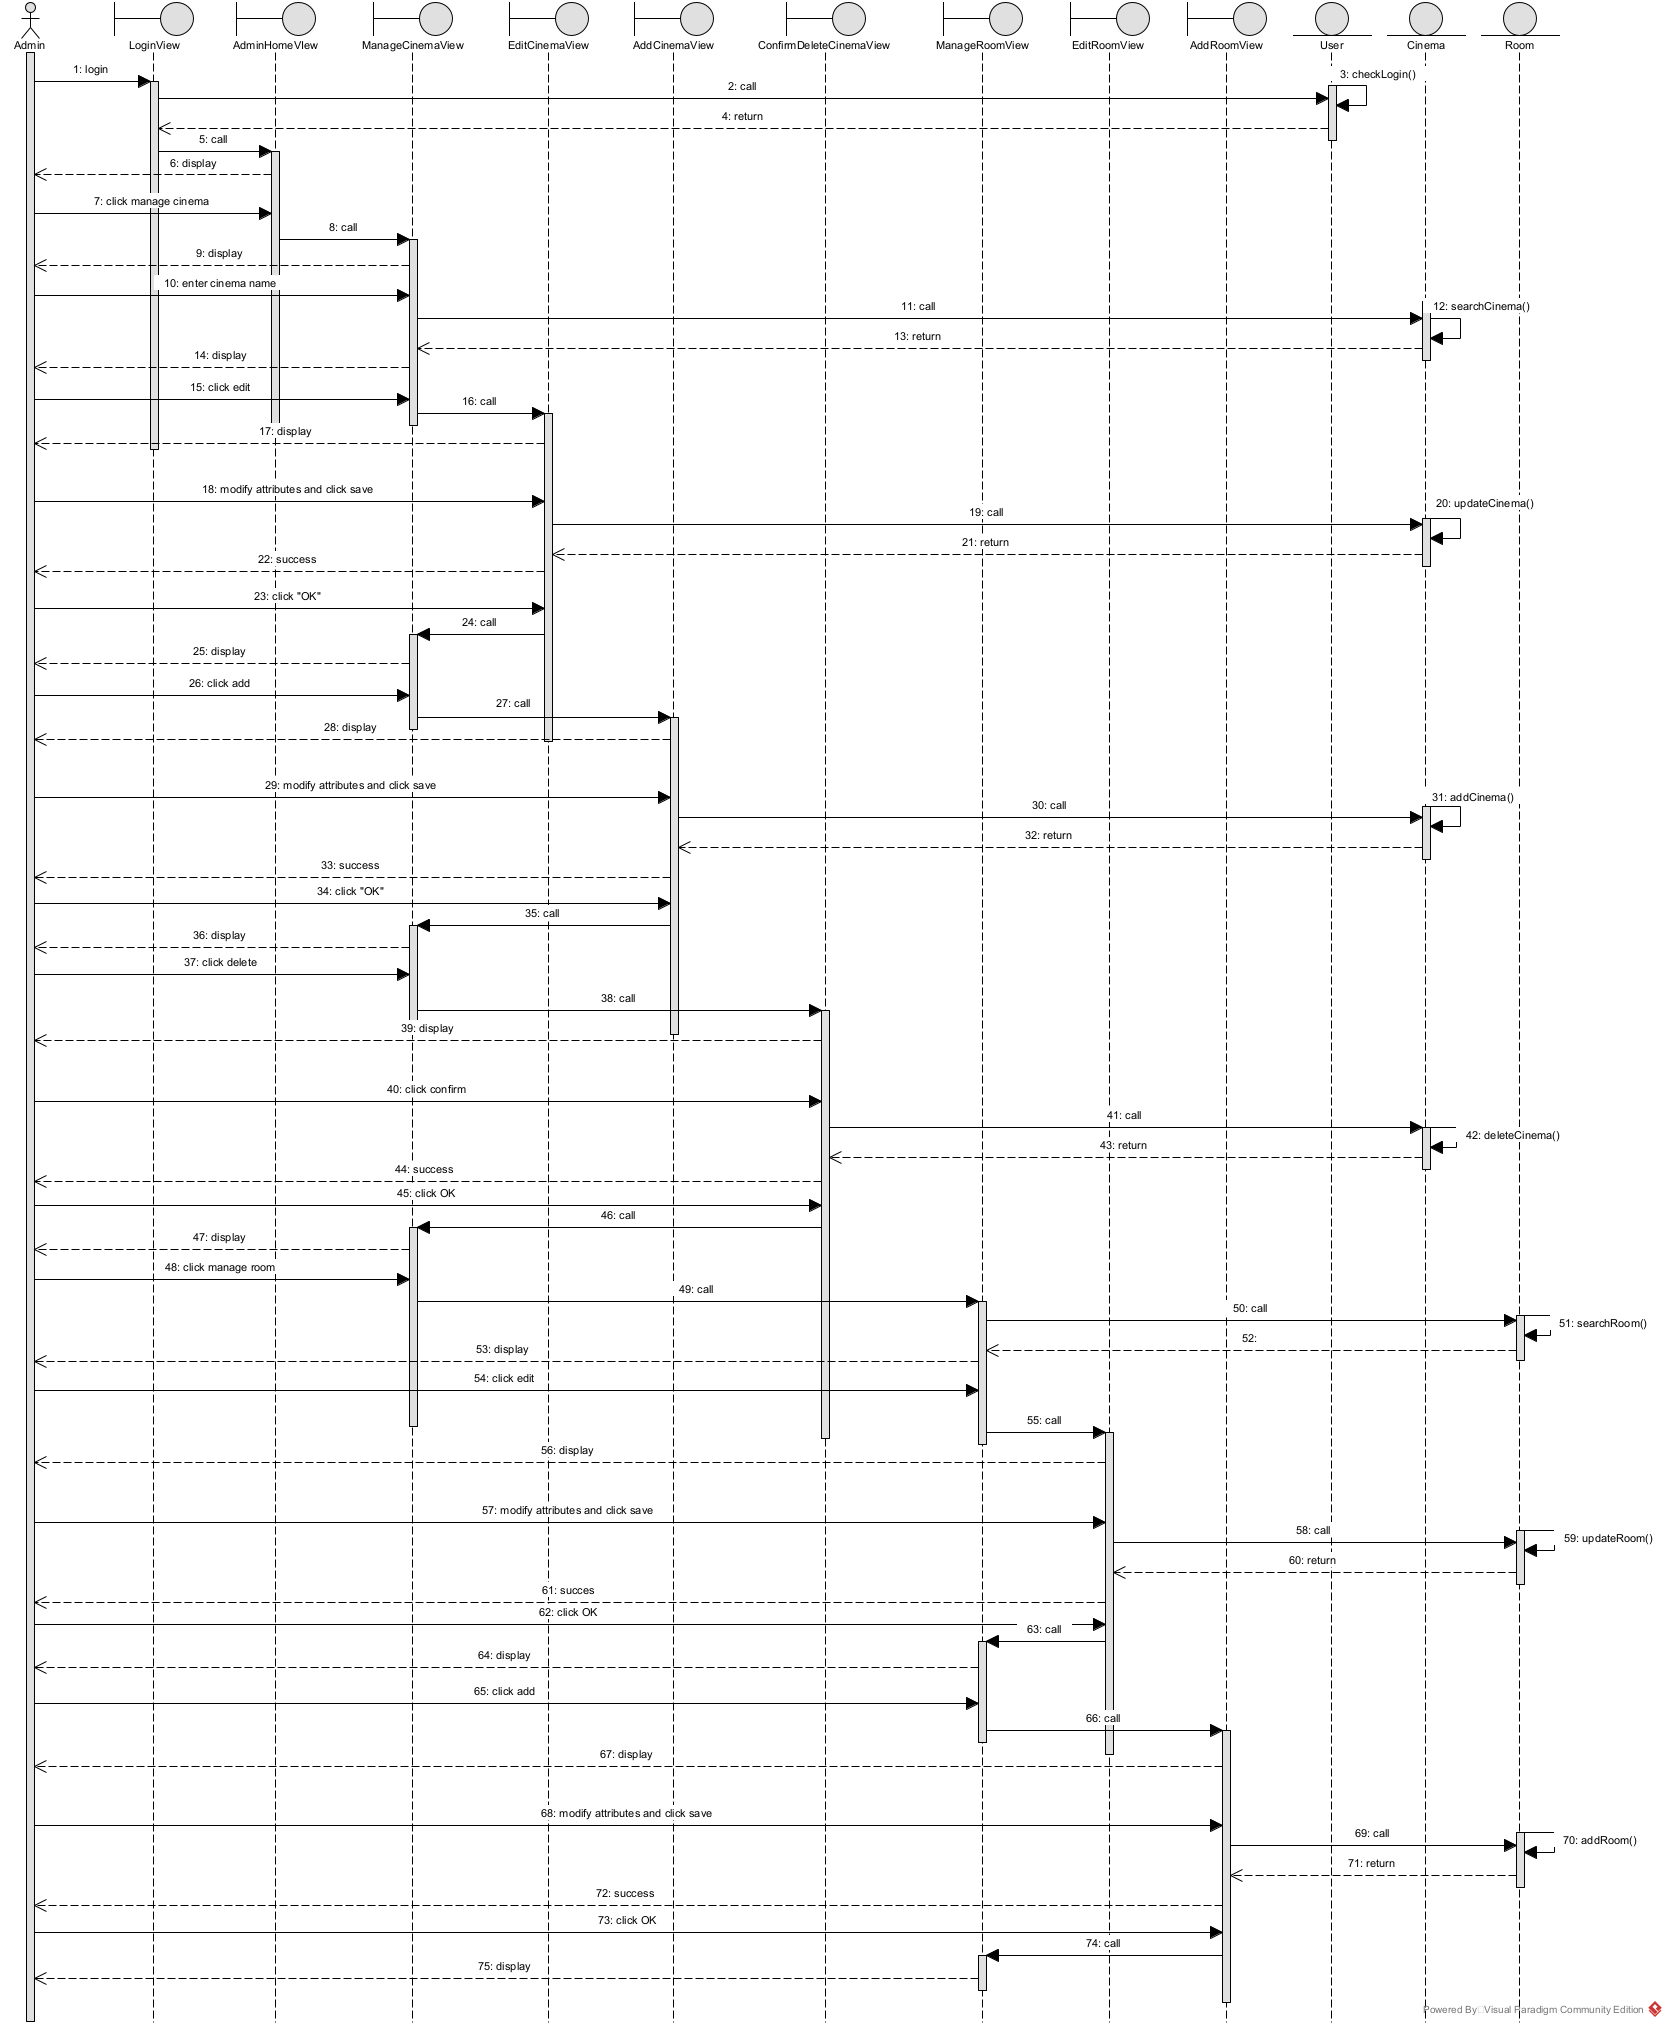 Admin
LoginView
AdminHomeVIew
ManageCinemaView
EditCinemaView
AddCinemaView
ConfirmDeleteCinemaView
ManageRoomView
EditRoomView
AddRoomView
User
Cinema
Room
1: login
2: call
3: checkLogin()
4: return
5: call
6: display
7: click manage cinema
8: call
9: display
10: enter cinema name
11: call
12: searchCinema()
13: return
14: display
15: click edit
16: call
17: display
18: modify attributes and click save
19: call
20: updateCinema()
21: return
22: success
23: click "OK"
24: call
25: display
26: click add
27: call
28: display
29: modify attributes and click save
30: call
31: addCinema()
32: return
33: success
34: click "OK"
35: call
36: display
37: click delete
38: call
39: display
40: click confirm
41: call
42: deleteCinema()
43: return
44: success
45: click OK
46: call
47: display
48: click manage room
49: call
50: call
51: searchRoom()
52:
53: display
54: click edit
55: call
56: display
57: modify attributes and click save
58: call
59: updateRoom()
60: return
61: succes
62: click OK
63: call
64: display
65: click add
66: call
67: display
68: modify attributes and click save
69: call
70: addRoom()
71: return
72: success
73: click OK
74: call
75: display
Powered By Visual Paradigm Community Edition